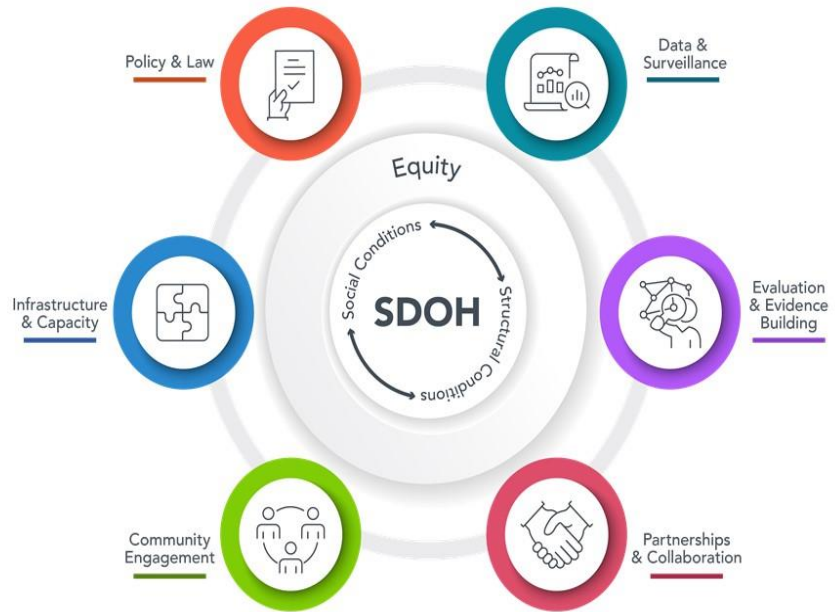 Policy & Law
Data &
Surveillance
Equity
Social Conditions
SDOH
Structural Conditions
Infrastructure
& Capacity
Evaluation
& Evidence
Building
Community
Engagement
Partnerships
& Collaboration